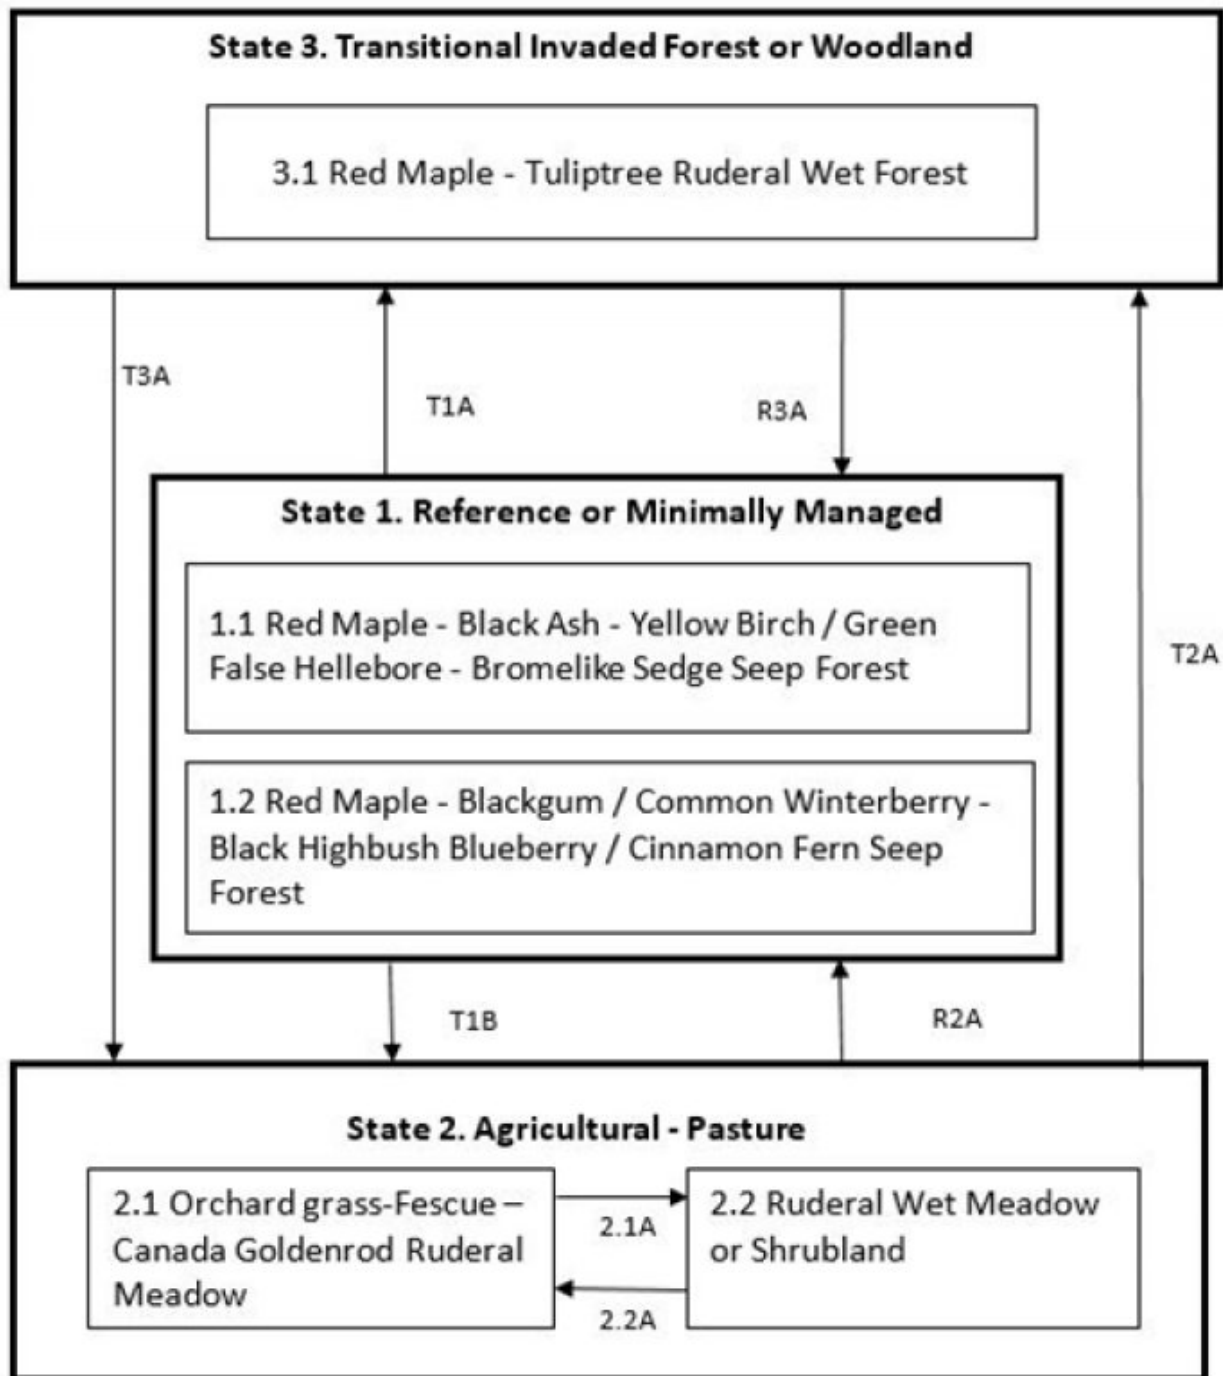 State 3. Transitional Invaded Forest or Woodland
3.1 Red Maple - Tuliptree Ruderal Wet Forest
T3A
T1A
R3A
State 1. Reference or Minimally Managed
1.1 Red Maple - Black Ash - Yellow Birch / Green
False Hellebore - Bromelike Sedge Seep Forest
T2A
1.2 Red Maple - Blackgum / Common Winterberry -
Black Highbush Blueberry / Cinnamon Fern Seep
Forest
T1B
R2A
State 2. Agricultural - Pasture
2.1 Orchard grass-Fescue –
Canada Goldenrod Ruderal
Meadow
2.1A
2.2A
2.2 Ruderal Wet Meadow
or Shrubland